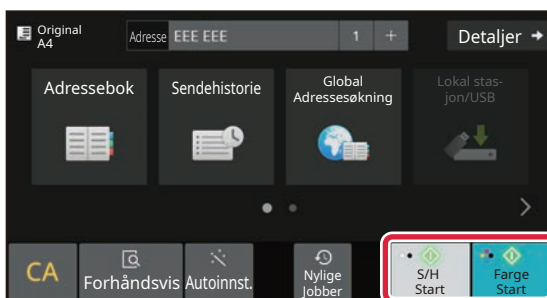 Original
A4
Adresse EEE EEE 1 +
Detaljer
Adressebok
Sendehistorie
Global
Adressesøkning
Lokal stas-
jon/USB
CA
Forhåndsvis
Autoinnst.
Nylige
Jobber
S/H
Start
Farge
Start